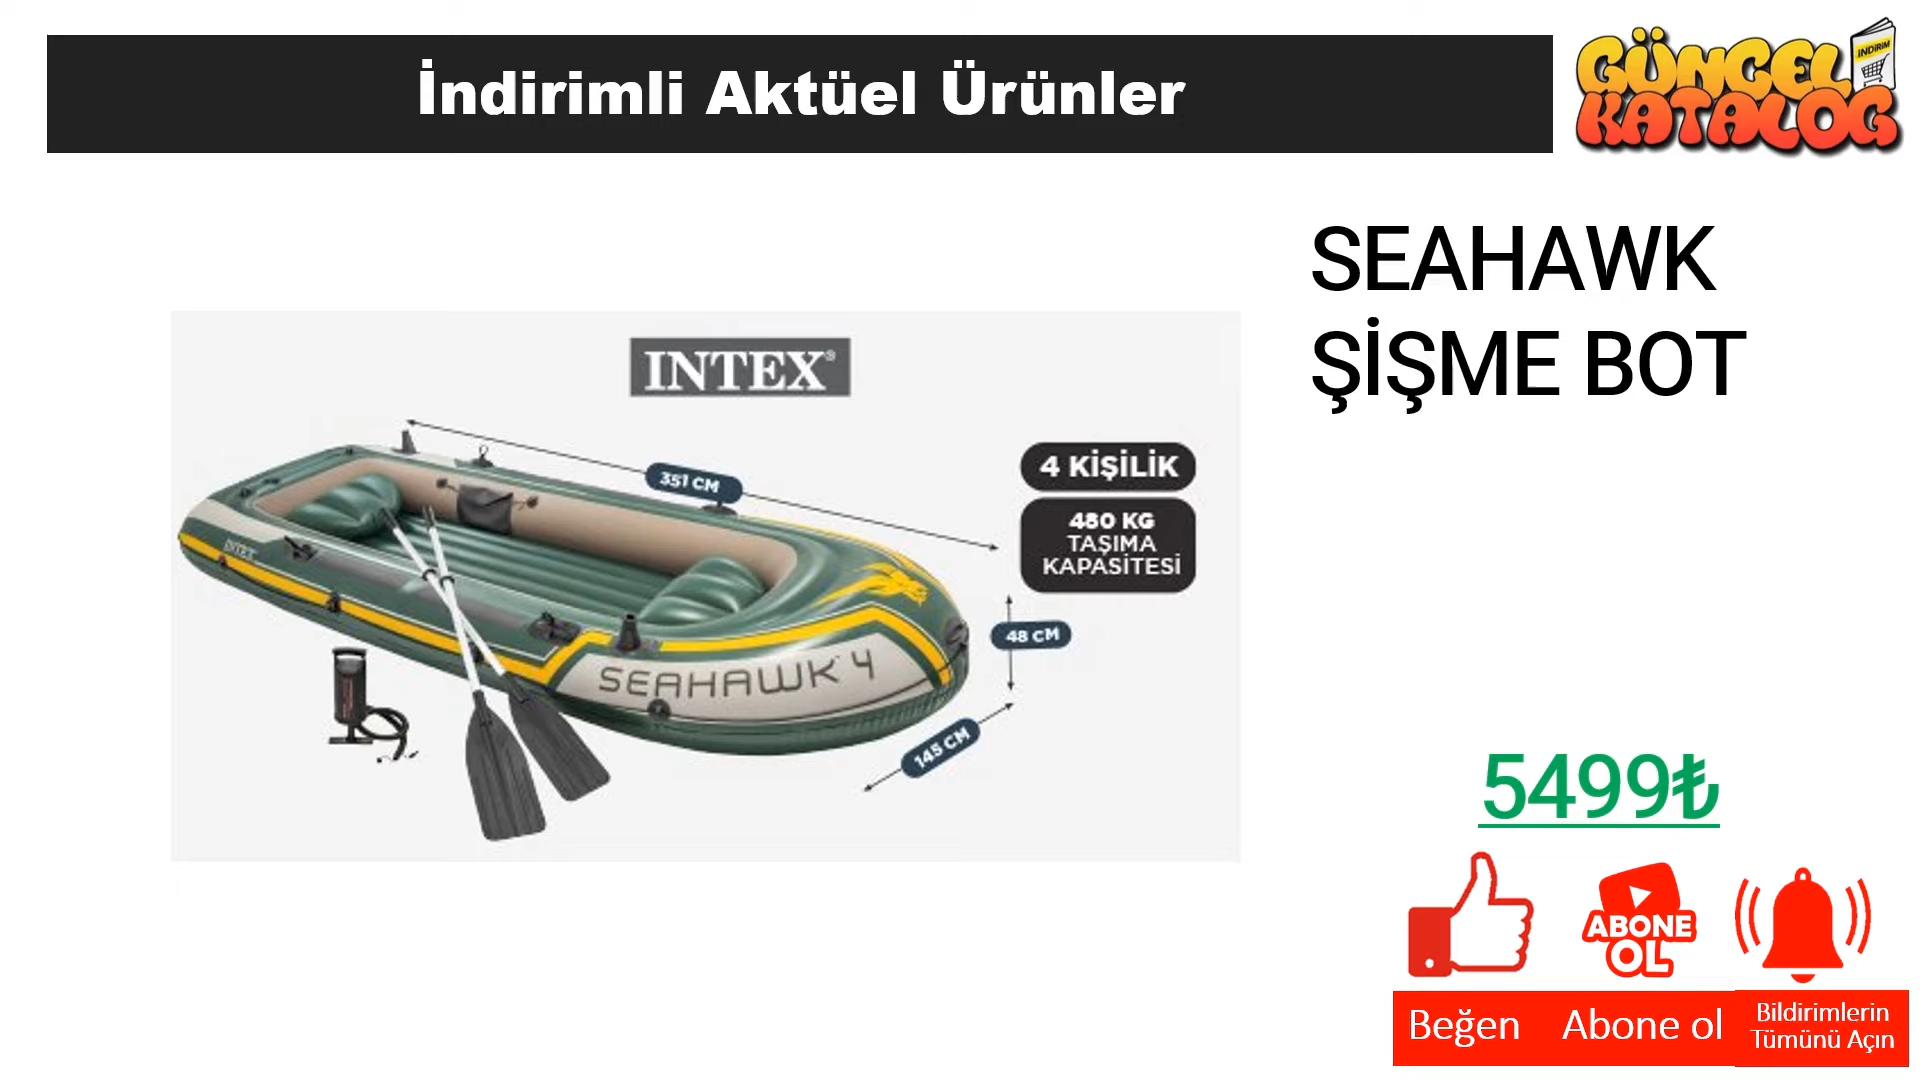 İndirimli Aktüel Ürünler
GÜNCEL
KATALOG
İNDİRİM
SEAHAWK
ŞİŞME BOT
INTEX®
351 CM
4 KİŞİLİK
480 KG
TAŞIMA
KAPASİTESİ
INTEX
48 CM
SEAHAWK™ 4
145 CM
5499₺
ABONE
OL
Beğen
Abone ol
Bildirimlerin
Tümünü Açın